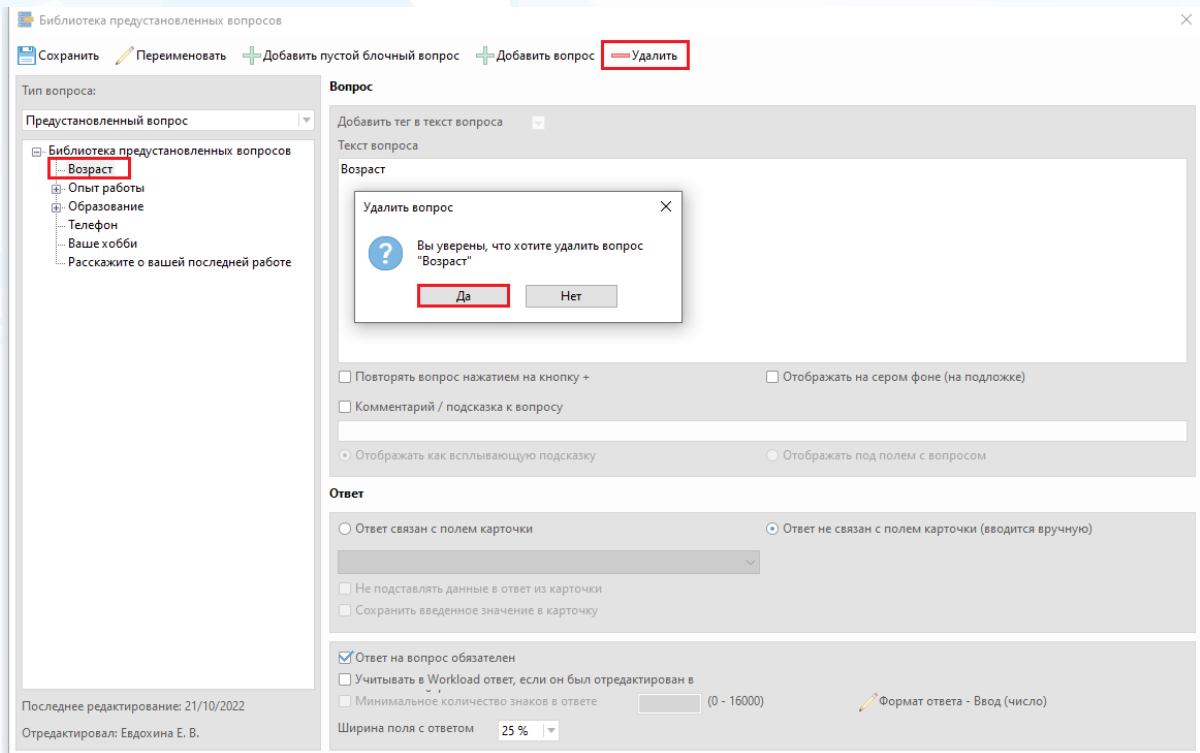 Библиотека предустановленных вопросов
Сохранить Переименовать Добавить пустой блочный вопрос Добавить вопрос Удалить
Тип вопроса:
Предустановленный вопрос
Библиотека предустановленных вопросов
Возраст
Опыт работы
Образование
Телефон
Ваше хобби
Расскажите о вашей последней работе
Последнее редактирование: 21/10/2022
Отредактировал: Евдохина Е. В.
Вопрос
Добавить тег в текст вопроса
Текст вопроса
Возраст
Удалить вопрос
Вы уверены, что хотите удалить вопрос
"Возраст"
Да Нет
Повторять вопрос нажатием на кнопку + Отображать на сером фоне (на подложке)
Комментарий / подсказка к вопросу
Отображать как всплывающую подсказку Отображать под полем с вопросом
Ответ
Ответ связан с полем карточки Ответ не связан с полем карточки (вводится вручную)
Не подставлять данные в ответ из карточки
Сохранить введенное значение в карточку
Ответ на вопрос обязателен
Учитывать в Workload ответ, если он был отредактирован в
Минимальное количество знаков в ответе (0 - 16000) Формат ответа - Ввод (число)
Ширина поля с ответом 25 %